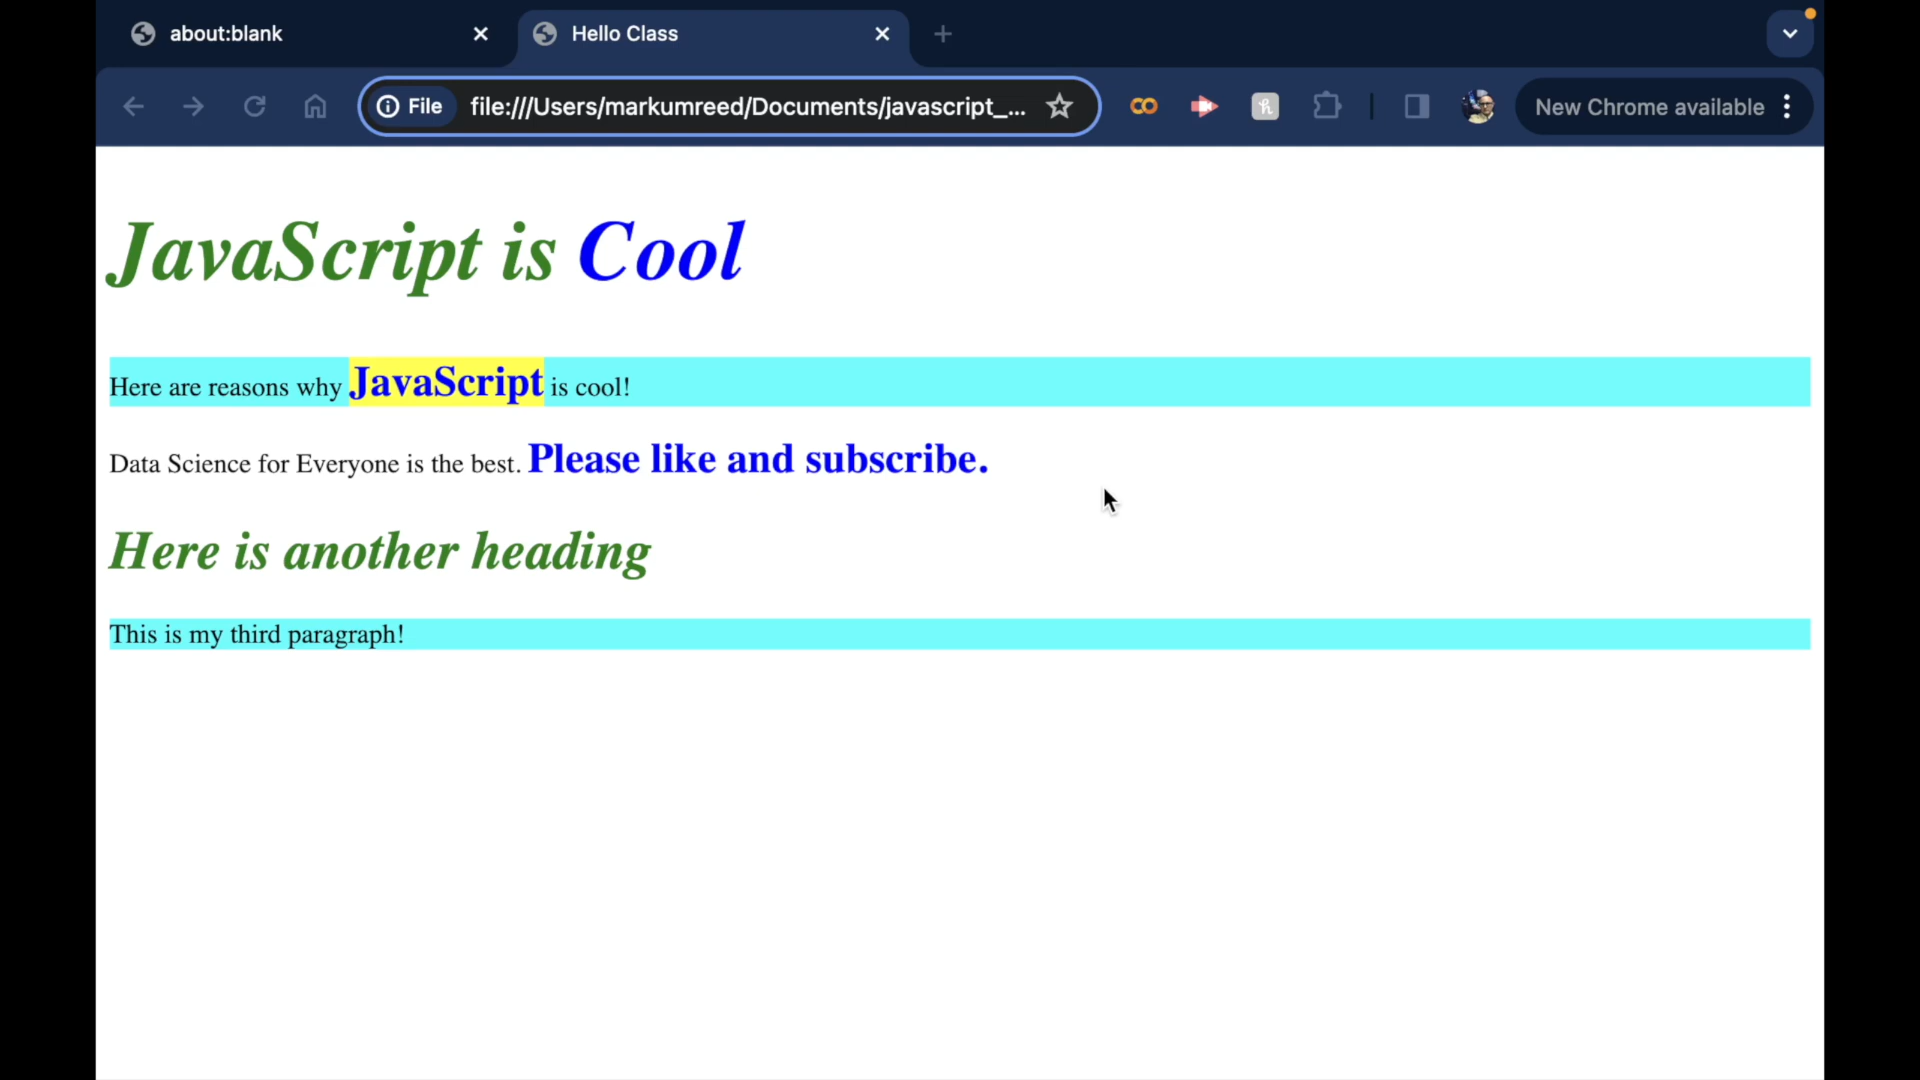 about:blank
Hello Class
File file:///Users/markumreed/Documents/javascript_...
New Chrome available
JavaScript is Cool
Here are reasons why JavaScript is cool!
Data Science for Everyone is the best. Please like and subscribe.
Here is another heading
This is my third paragraph!